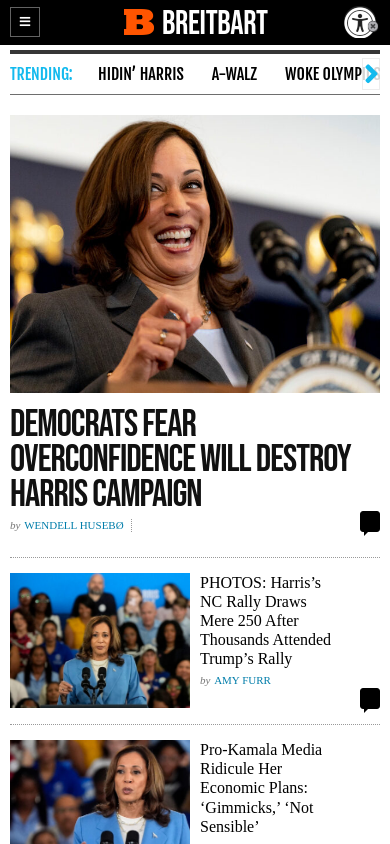 B BREITBART
TRENDING: HIDIN' HARRIS A-WALZ WOKE OLYMP
DEMOCRATS FEAR
OVERCONFIDENCE WILL DESTROY
HARRIS CAMPAIGN
by WENDELL HUSEBØ
PHOTOS: Harris's
NC Rally Draws
Mere 250 After
Thousands Attended
Trump's Rally
by AMY FURR
Pro-Kamala Media
Ridicule Her
Economic Plans:
‘Gimmicks,’ ‘Not
Sensible’